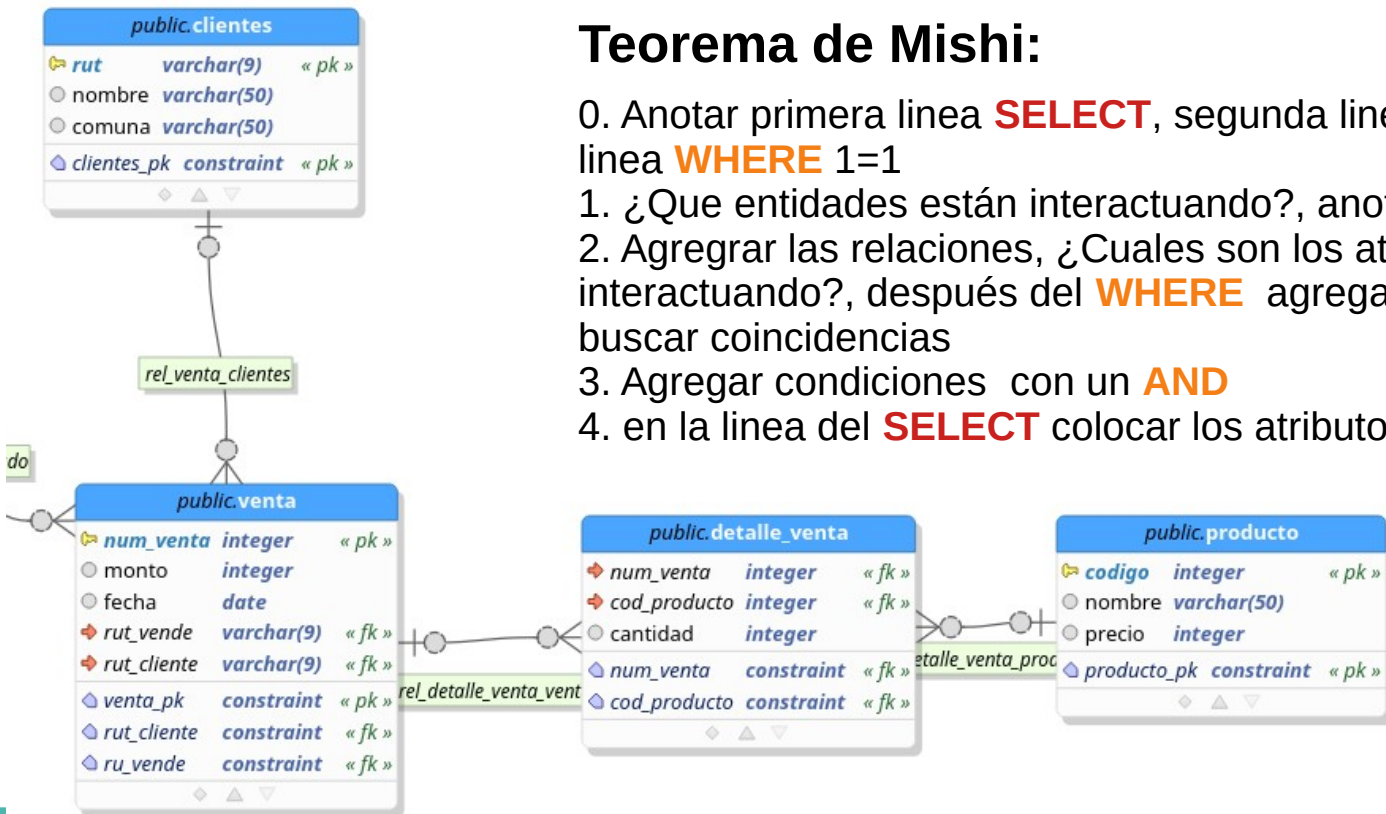 public.clientes
rut varchar(9) « pk »
nombre varchar(50)
comuna varchar(50)
clientes_pk constraint « pk »
Teorema de Mishi:
0. Anotar primera linea SELECT, segunda
linea WHERE 1=1
1. ¿Que entidades están interactuando?,
2. Agregrar las relaciones, ¿Cuales son los
interactuando?, después del WHERE
buscar coincidencias
3. Agregar condiciones con un AND
4. en la linea del SELECT colocar los
rel_venta_clientes
do
public.venta
num_venta integer « pk »
monto integer
fecha date
rut_vende varchar(9) « fk »
rut_cliente varchar(9) « fk »
venta_pk constraint « pk »
rut_cliente constraint « fk »
ru_vende constraint « fk »
rel_detalle_venta_vent
public.detalle_venta
num_venta integer « fk »
cod_producto integer « fk »
cantidad integer
num_venta constraint « fk »
cod_producto constraint « fk »
etalle_venta_prod
public.producto
codigo integer « pk »
nombre varchar(50)
precio integer
producto_pk constraint « pk »